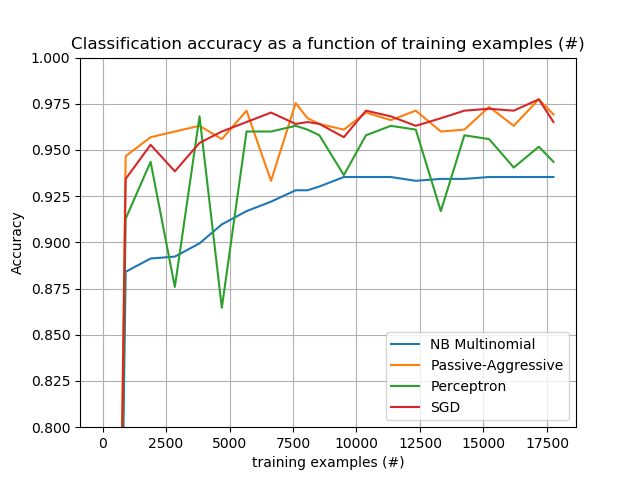 Classification accuracy as a function of training examples (#)
1.000
0.975
0.950
0.925
0.900
0.875
0.850
0.825
0.800
Accuracy
NB Multinomial
Passive-Aggressive
Perceptron
SGD
0 2500 5000 7500 10000 12500 15000 17500
training examples (#)